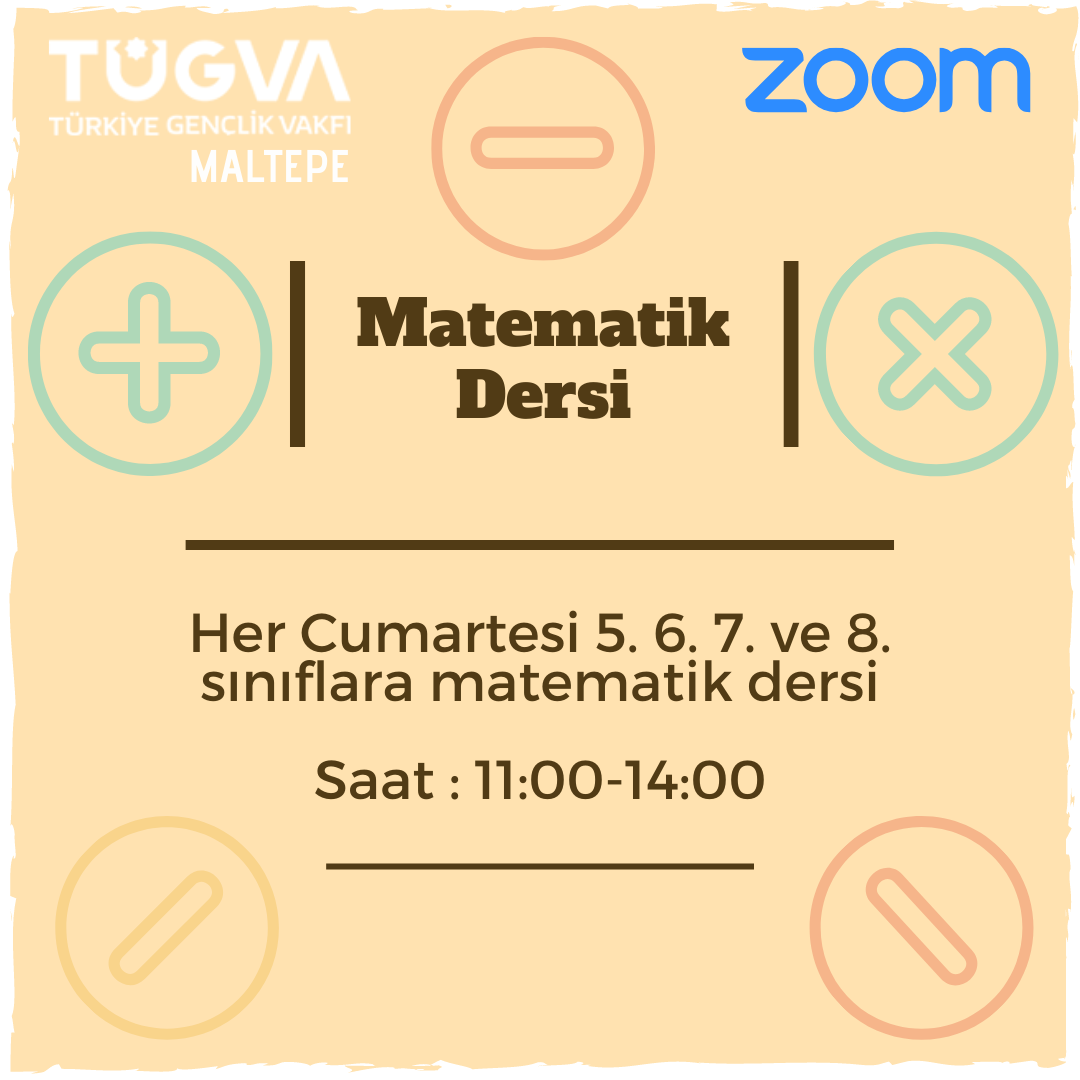 TÜGVA
TÜRKİYE GENÇLİK VAKFI
MALTEPE
zoom
Matematik
Dersi
Her Cumartesi 5. 6. 7. ve 8.
sınıflara matematik dersi
Saat : 11:00-14:00